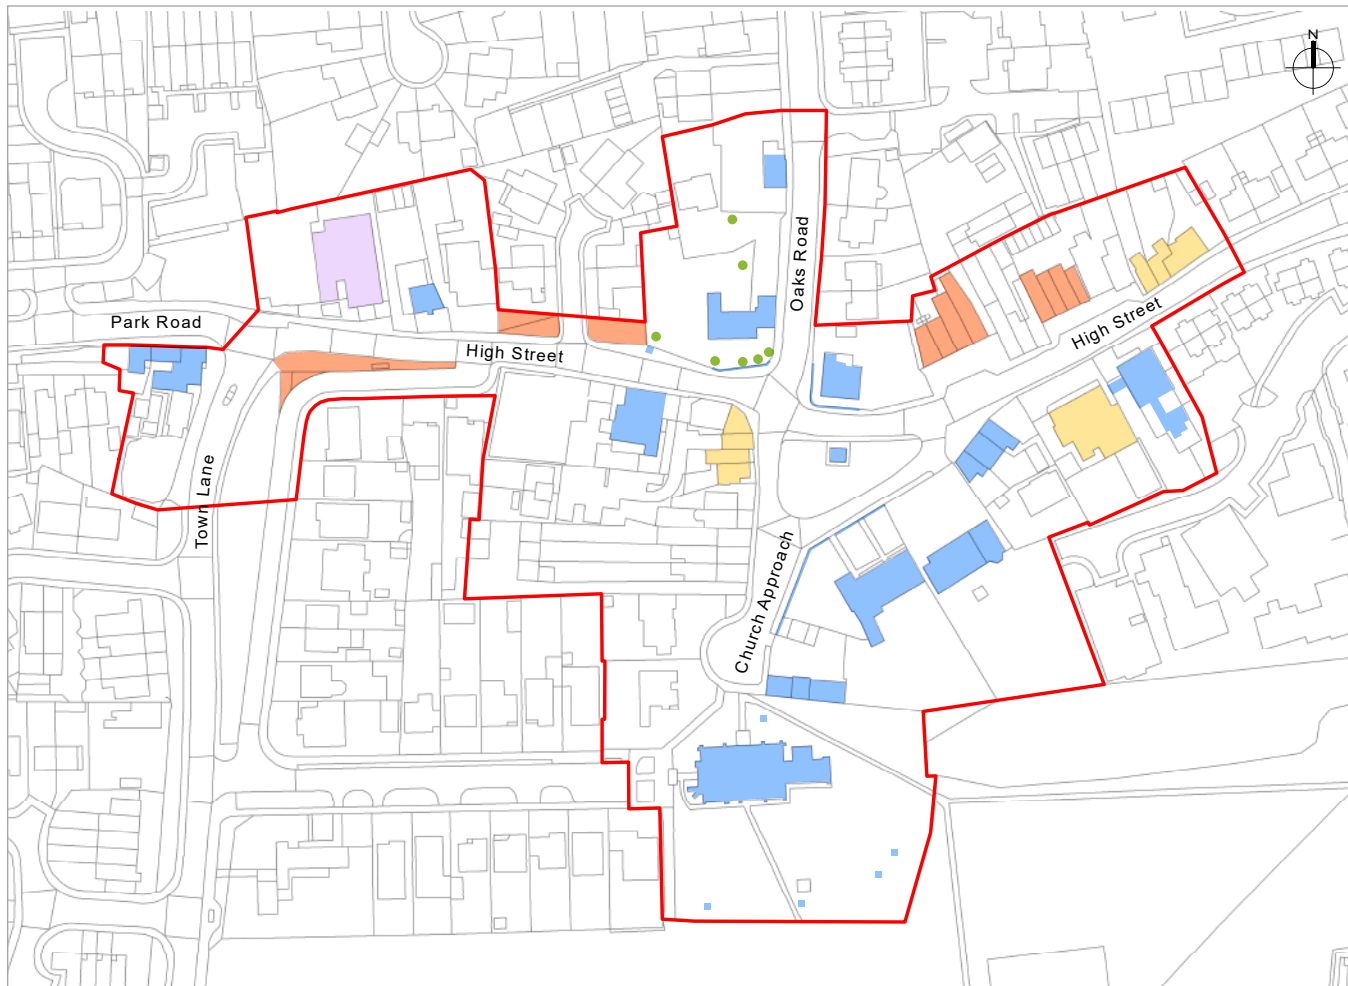 N
Oaks Road
Park Road
High Street
High Street
Town Lane
Church Approach